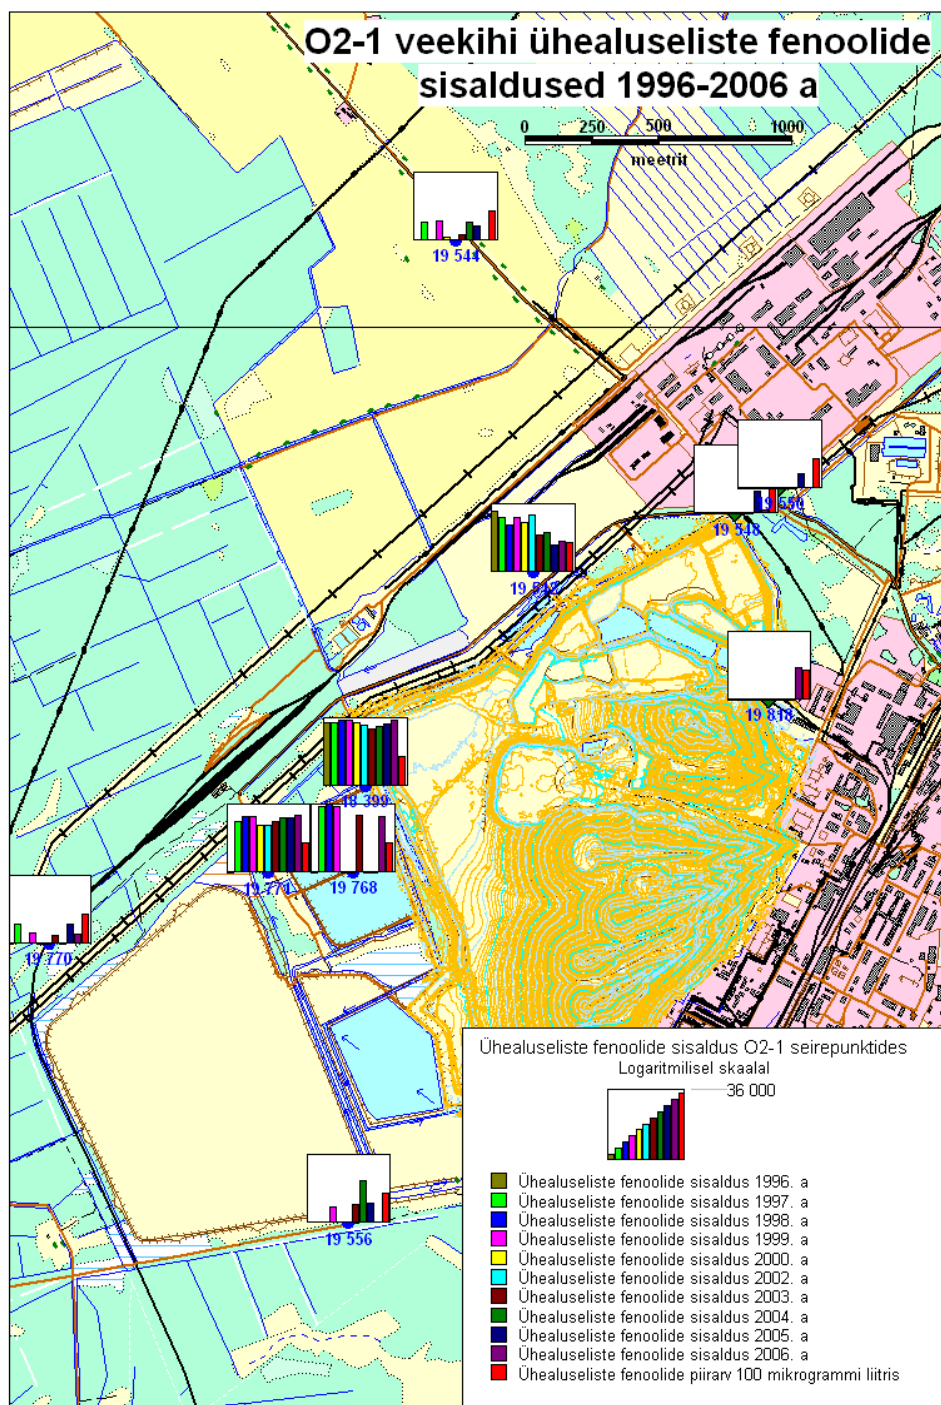 O2-1 veekihi ühealuseliste fenoolide
sisaldused 1996-2006 a
0 250 500 1000
meetrit
19 544
19 550
19 548
19 542
19 818
18 399
19 771
19 768
19 770
19 556
Ühealuseliste fenoolide sisaldus O2-1 seirepunktides
Logaritmilisel skaalal
36 000
Ühealuseliste fenoolide sisaldus 1996. a
Ühealuseliste fenoolide sisaldus 1997. a
Ühealuseliste fenoolide sisaldus 1998. a
Ühealuseliste fenoolide sisaldus 1999. a
Ühealuseliste fenoolide sisaldus 2000. a
Ühealuseliste fenoolide sisaldus 2002. a
Ühealuseliste fenoolide sisaldus 2003. a
Ühealuseliste fenoolide sisaldus 2004. a
Ühealuseliste fenoolide sisaldus 2005. a
Ühealuseliste fenoolide sisaldus 2006. a
Ühealuseliste fenoolide piirarv 100 mikrogrammi liitris